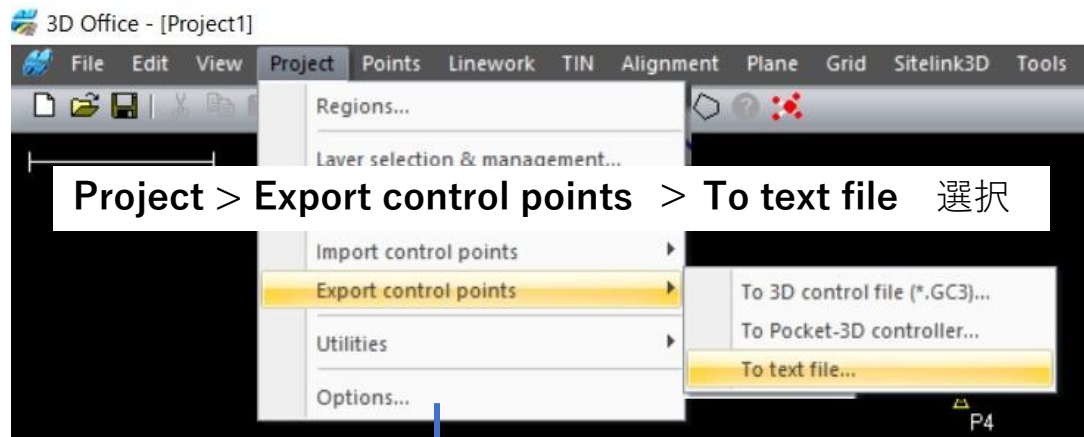 3D Office - [Project1]
File Edit View Project Points Linework TIN Alignment Plane Grid Sitelink3D Tools
Regions...
Layer selection & management...
Project > Export control points > To text file 選択
Import control points
Export control points
To 3D control file (*.GC3)...
To Pocket-3D controller...
Utilities
To text file...
Options...
P4